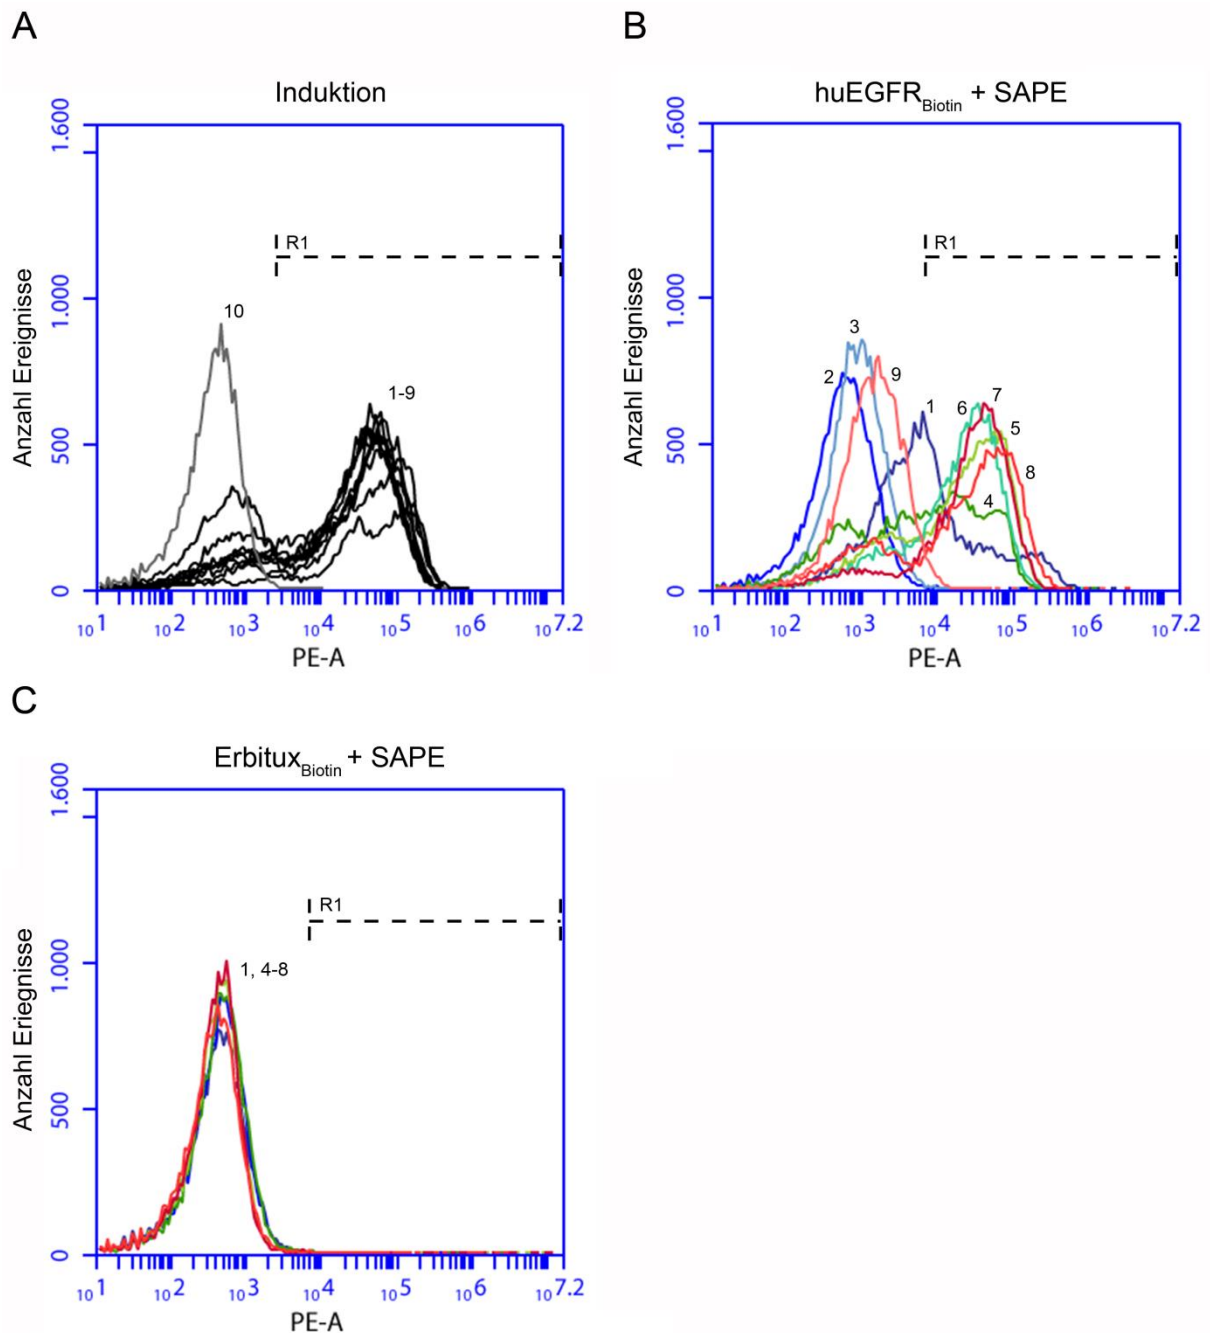 A
Induktion
1.600
1.000
500
0
Anzahl Ereignisse
R1
10
1-9
10^1 10^2 10^3 10^4 10^5 10^6 10^7.2
PE-A
B
huEGFR_Biotin + SAPE
1.600
1.000
500
0
Anzahl Ereignisse
R1
3
2
9
1
6
7
5
8
4
10^1 10^2 10^3 10^4 10^5 10^6 10^7.2
PE-A
C
Erbitux_Biotin + SAPE
1.600
1.000
500
0
Anzahl Eriegnisse
R1
1, 4-8
10^1 10^2 10^3 10^4 10^5 10^6 10^7.2
PE-A